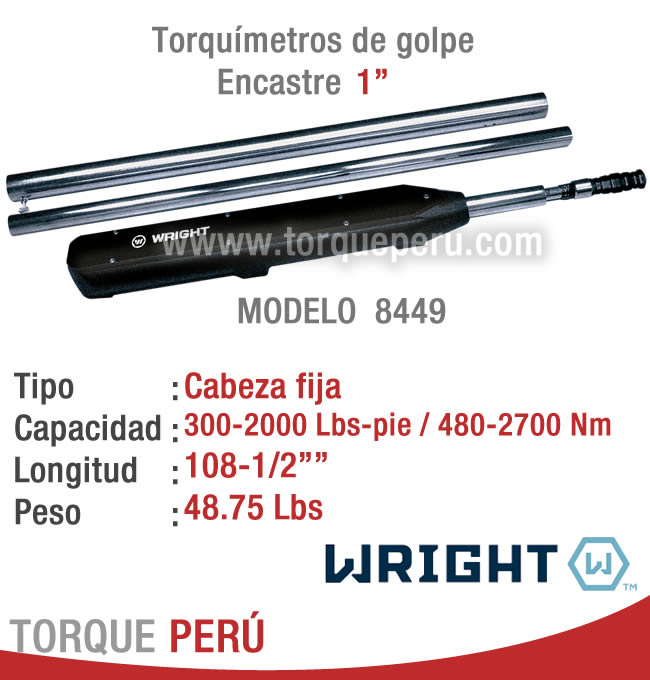 Torquímetros de golpe
Encastre 1”
WRIGHT
www.torqueperu.com
MODELO 8449
Tipo : Cabeza fija
Capacidad : 300-2000 Lbs-pie / 480-2700 Nm
Longitud : 108-1/2””
Peso : 48.75 Lbs
WRIGHT W ™
TORQUE PERÚ